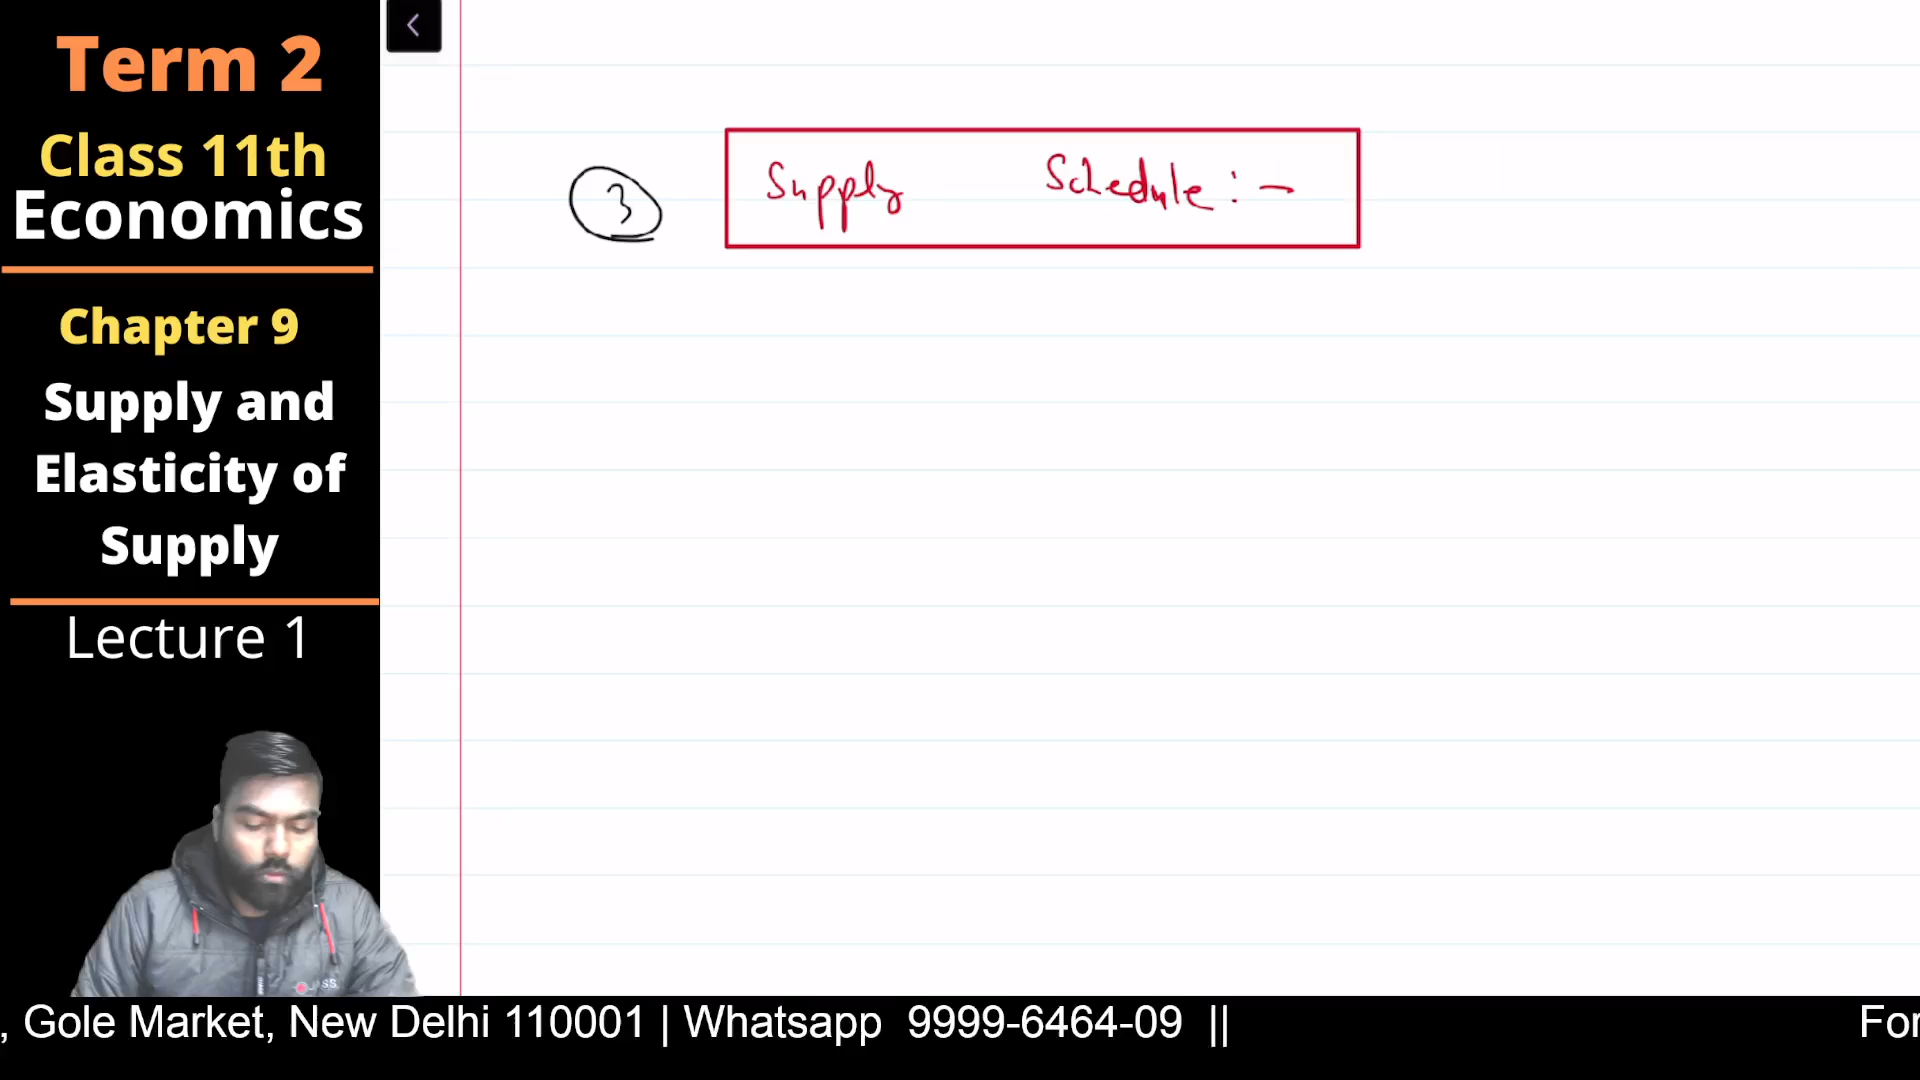 Term 2
Class 11th
Economics
Chapter 9
Supply and
Elasticity of
Supply
Lecture 1
3 Supply Schedule :-
, Gole Market, New Delhi 110001 | Whatsapp 9999-6464-09 || For